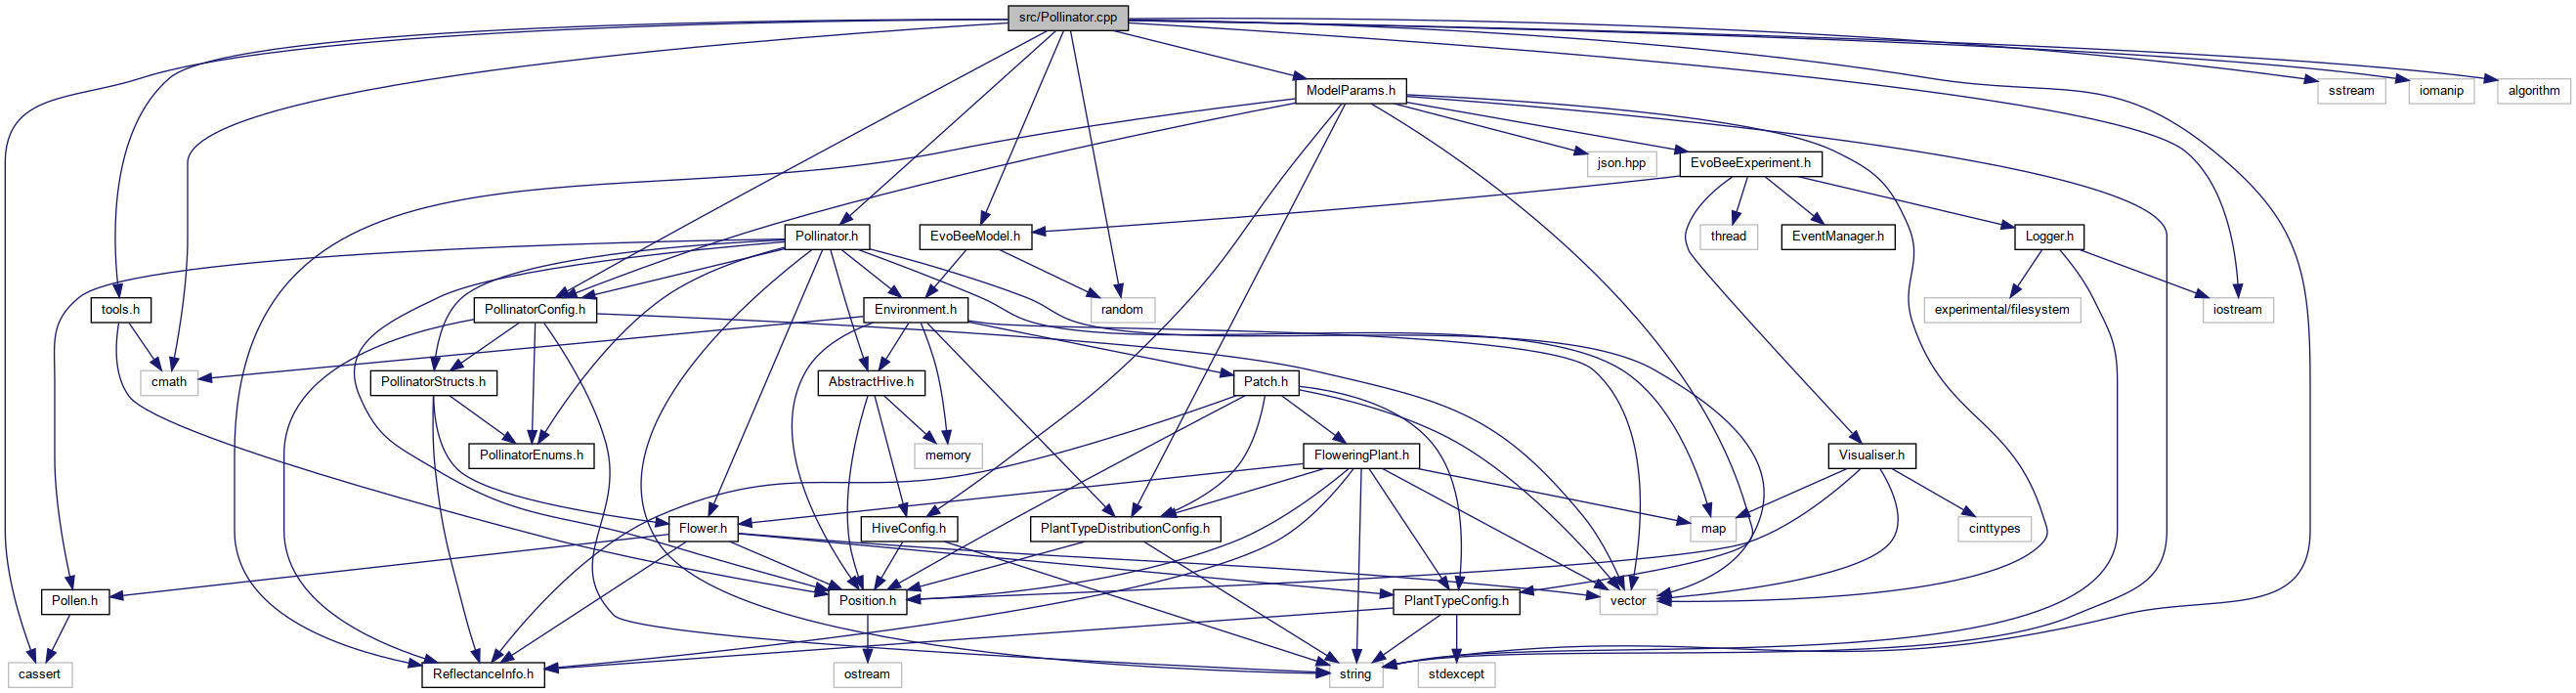 src/Pollinator.cpp
ModelParams.h
sstream
iomanip
algorithm
json.hpp
EvoBeeExperiment.h
Pollinator.h
EvoBeeModel.h
thread
EventManager.h
Logger.h
tools.h
PollinatorConfig.h
Environment.h
random
experimental/filesystem
iostream
cmath
PollinatorStructs.h
AbstractHive.h
Patch.h
PollinatorEnums.h
memory
FloweringPlant.h
Visualiser.h
Flower.h
HiveConfig.h
PlantTypeDistributionConfig.h
map
cinttypes
Pollen.h
Position.h
PlantTypeConfig.h
vector
cassert
ReflectanceInfo.h
ostream
string
stdexcept